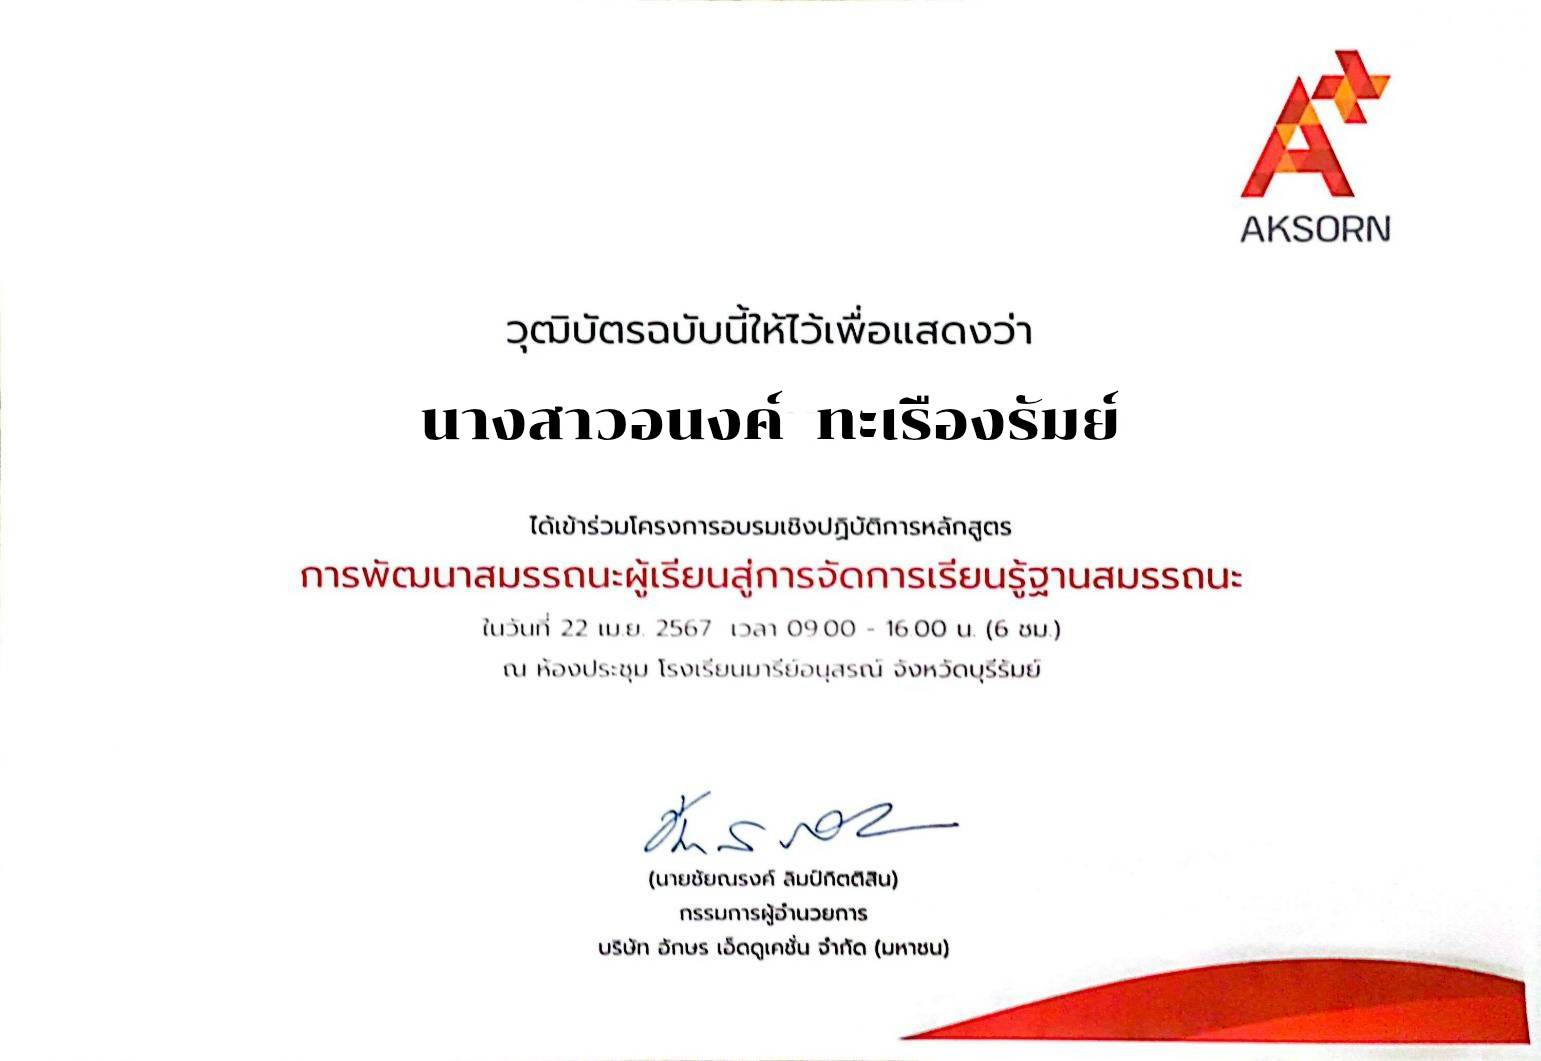 AKSORN
วุฒิบัตรฉบับนี้ให้ไว้เพื่อแสดงว่า
นางสาวอนงค์ ทะเรืองรัมย์
ได้เข้าร่วมโครงการอบรมเชิงปฏิบัติการหลักสูตร
การพัฒนาสมรรถนะผู้เรียนสู่การจัดการเรียนรู้ฐานสมรรถนะ
ในวันที่ 22 เม.ย. 2567 เวลา 09.00 - 16.00 น. (6 ชม.)
ณ ห้องประชุม โรงเรียนมารีย์อนุสรณ์ จังหวัดบุรีรัมย์
(นายชัยณรงค์ ลิมป์กิตติสิน)
กรรมการผู้อำนวยการ
บริษัท อักษร เอ็ดดูเคชั่น จำกัด (มหาชน)